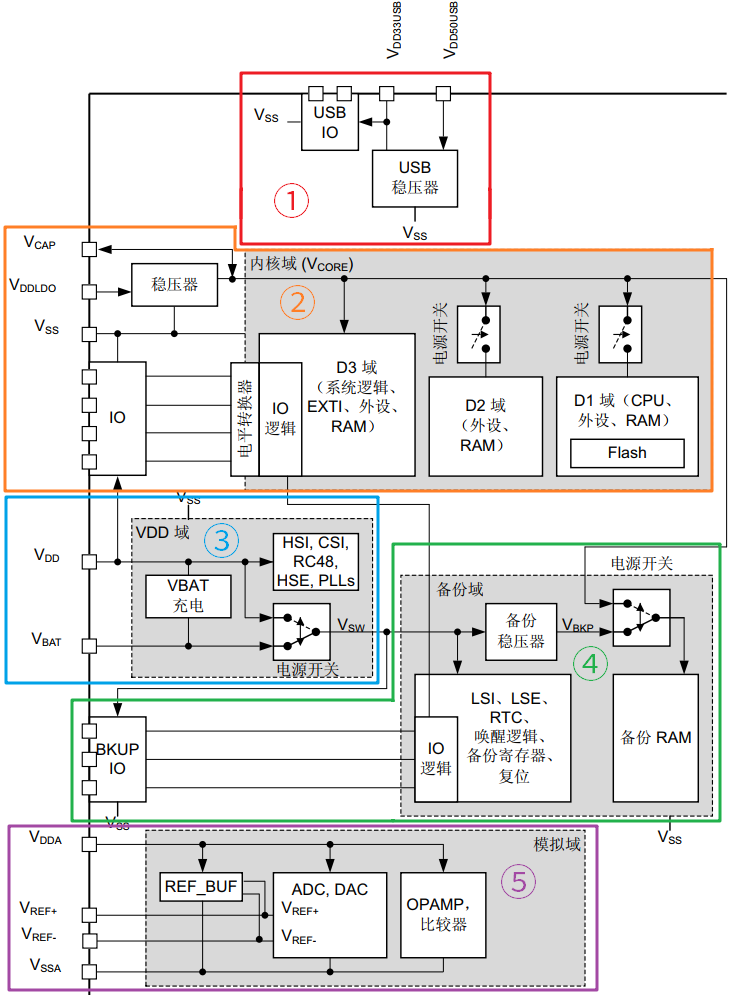 VDD33USB
VDD50USB
VSS
USB
IO
USB
稳压器
①
VSS
VCAP
VDDLDO
稳压器
内核域 (VCORE)
②
VSS
电源开关
电源开关
IO
电平转换器
IO
逻辑
D3 域
（系统逻辑、
EXTI、外设、
RAM）
D2 域
（外设、
RAM）
D1 域（CPU、
外设、RAM）
Flash
VSS
VDD 域
③
VDD
HSI, CSI,
RC48,
HSE, PLLs
VBAT
充电
VBAT
VSW
电源开关
电源开关
备份域
备份
稳压器
VBKP
④
LSI、LSE、
RTC、
唤醒逻辑、
备份寄存器、
复位
备份 RAM
BKUP
IO
IO
逻辑
VSS
VSS
VDDA
模拟域
REF_BUF
ADC, DAC
OPAMP，
比较器
⑤
VREF+
VREF+
VREF-
VREF-
VSSA